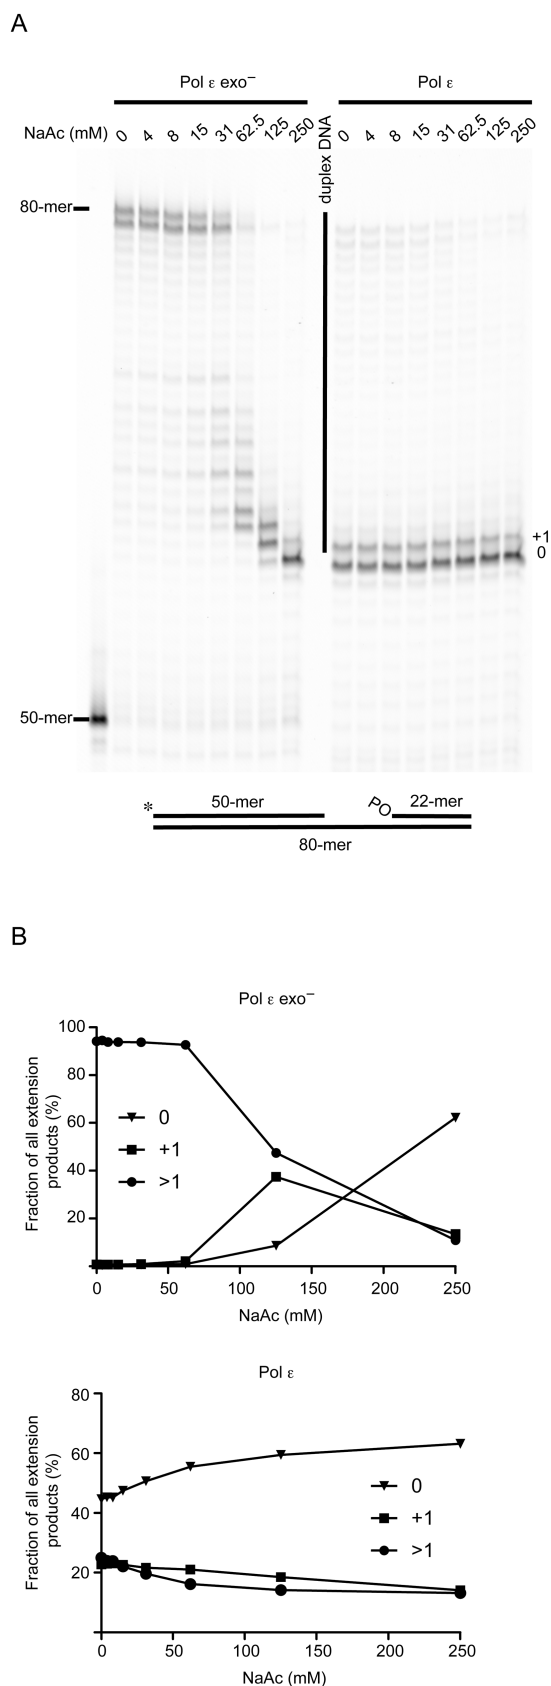 A
Pol ε exo–
Pol ε
NaAc (mM) 0 4 8 15 31 62.5 125 250 duplex DNA 0 4 8 15 31 62.5 125 250
80-mer
+1
0
50-mer
* 50-mer PO 22-mer
80-mer
B
Pol ε exo–
Fraction of all extension products (%)
100
80
60
40
20
0
+1
>1
0 50 100 150 200 250
NaAc (mM)
Pol ε
Fraction of all extension products (%)
80
60
40
20
0
+1
>1
0 50 100 150 200 250
NaAc (mM)